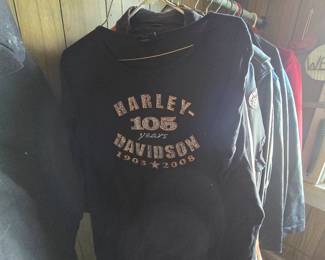 HARLEY-
105
years
DAVIDSON
1903★2008